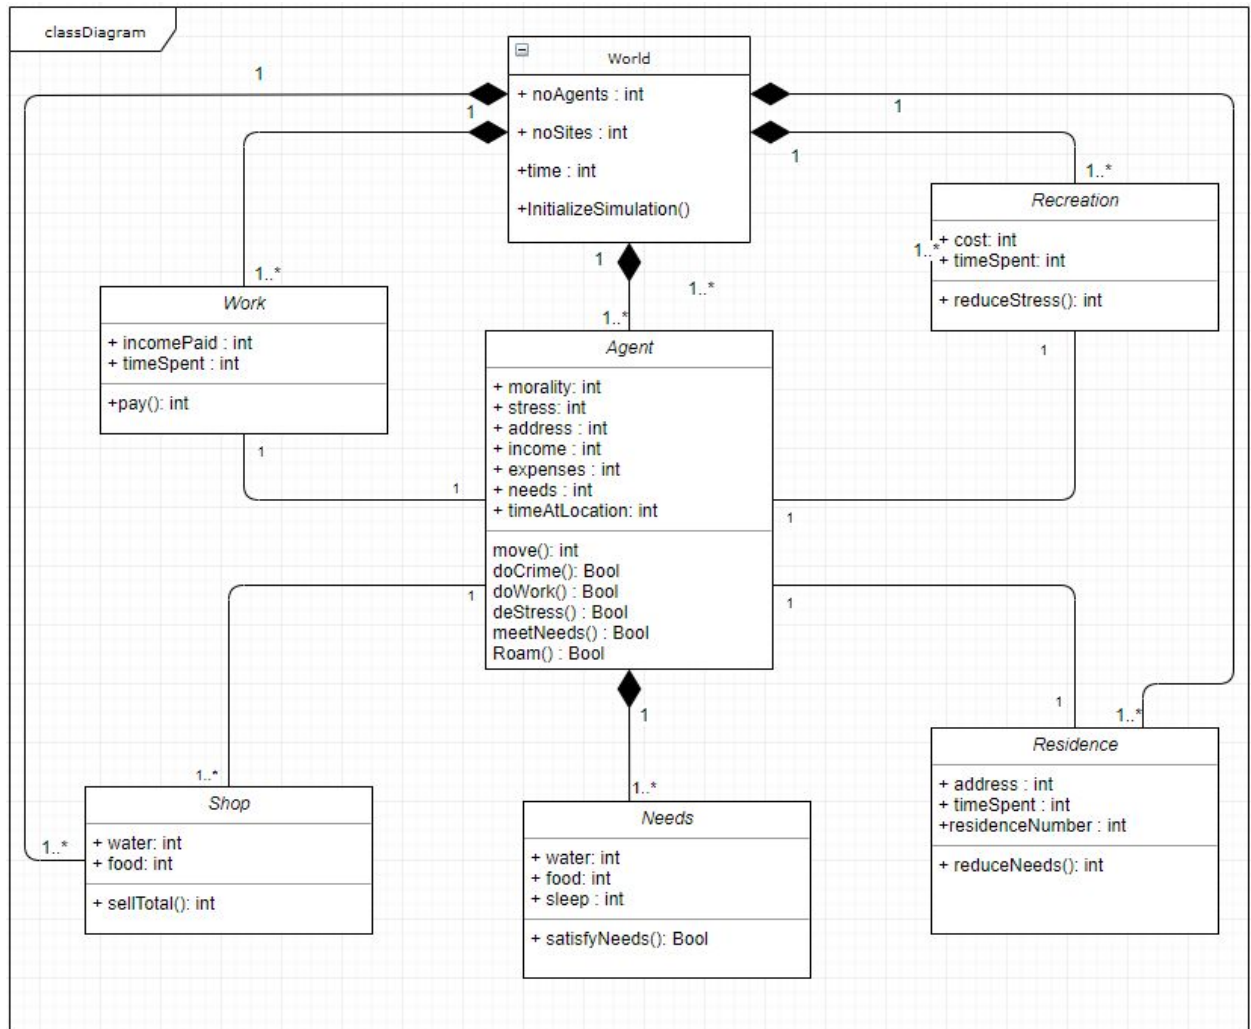 classDiagram
World
+ noAgents : int
+ noSites : int
+time : int
+InitializeSimulation()
1
1
1
1
1..*
Recreation
+ cost: int
+ timeSpent: int
+ reduceStress(): int
1..*
1
1..*
1..*
1..*
Work
+ incomePaid : int
+ timeSpent : int
+pay(): int
Agent
+ morality: int
+ stress: int
+ address : int
+ income : int
+ expenses : int
+ needs : int
+ timeAtLocation: int
move(): int
doCrime(): Bool
doWork() : Bool
deStress() : Bool
meetNeeds() : Bool
Roam() : Bool
1
1
1
1
1
1
1
1
1..*
1..*
1..*
1..*
Shop
+ water: int
+ food: int
+ sellTotal(): int
Needs
+ water: int
+ food: int
+ sleep : int
+ satisfyNeeds(): Bool
Residence
+ address : int
+ timeSpent : int
+residenceNumber : int
+ reduceNeeds(): int